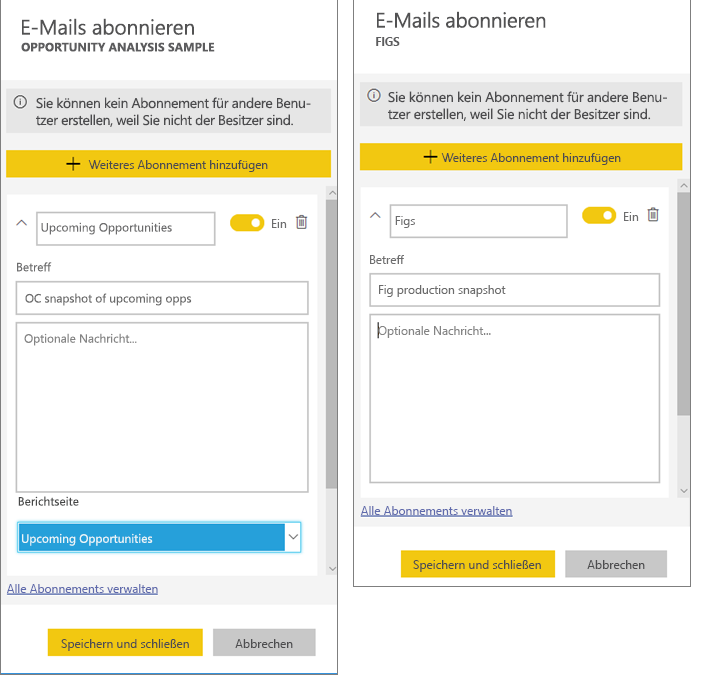 E-Mails abonnieren
OPPORTUNITY ANALYSIS SAMPLE
Sie können kein Abonnement für andere Benu-
tzer erstellen, weil Sie nicht der Besitzer sind.
Weiteres Abonnement hinzufügen
Upcoming Opportunities
Ein
Betreff
OC snapshot of upcoming opps
Optionale Nachricht...
Berichtseite
Upcoming Opportunities
Alle Abonnements verwalten
Speichern und schließen
Abbrechen
E-Mails abonnieren
FIGS
Sie können kein Abonnement für andere Benu-
tzer erstellen, weil Sie nicht der Besitzer sind.
Weiteres Abonnement hinzufügen
Figs
Ein
Betreff
Fig production snapshot
Optionale Nachricht...
Alle Abonnements verwalten
Speichern und schließen
Abbrechen